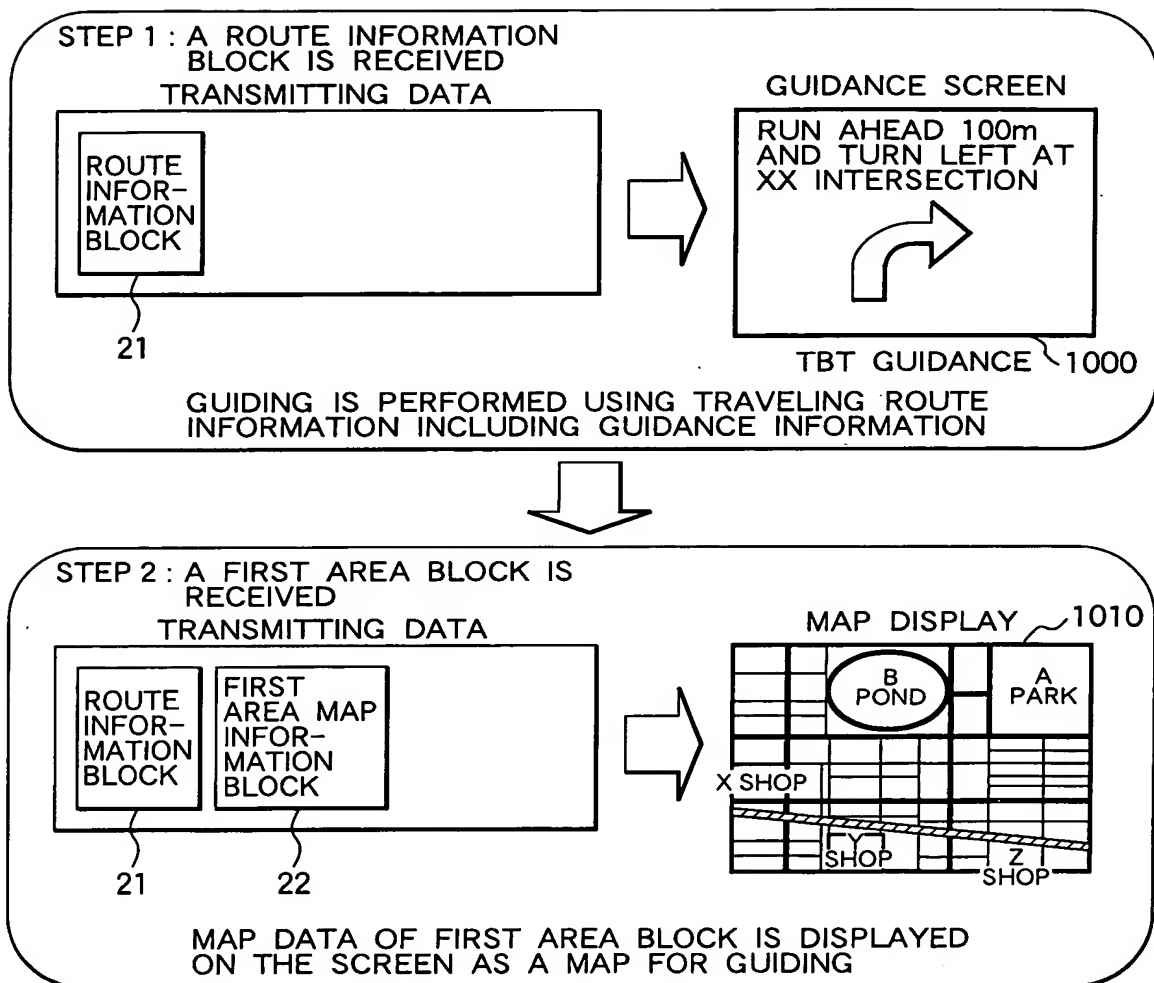 STEP 1 : A ROUTE INFORMATION
BLOCK IS RECEIVED
TRANSMITTING DATA
ROUTE
INFOR-
MATION
BLOCK
21
GUIDANCE SCREEN
RUN AHEAD 100m
AND TURN LEFT AT
XX INTERSECTION
TBT GUIDANCE
1000
GUIDING IS PERFORMED USING TRAVELING ROUTE
INFORMATION INCLUDING GUIDANCE INFORMATION
STEP 2 : A FIRST AREA BLOCK IS
RECEIVED
TRANSMITTING DATA
ROUTE
INFOR-
MATION
BLOCK
21
FIRST
AREA MAP
INFOR-
MATION
BLOCK
22
MAP DISPLAY
1010
B
POND
A
PARK
X SHOP
Y
SHOP
Z
SHOP
MAP DATA OF FIRST AREA BLOCK IS DISPLAYED
ON THE SCREEN AS A MAP FOR GUIDING